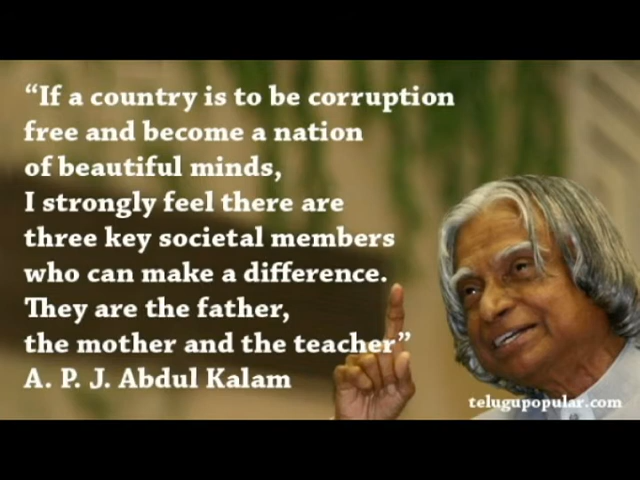 “If a country is to be corruption
free and become a nation
of beautiful minds,
I strongly feel there are
three key societal members
who can make a difference.
They are the father,
the mother and the teacher”
A. P. J. Abdul Kalam
telugupopular.com